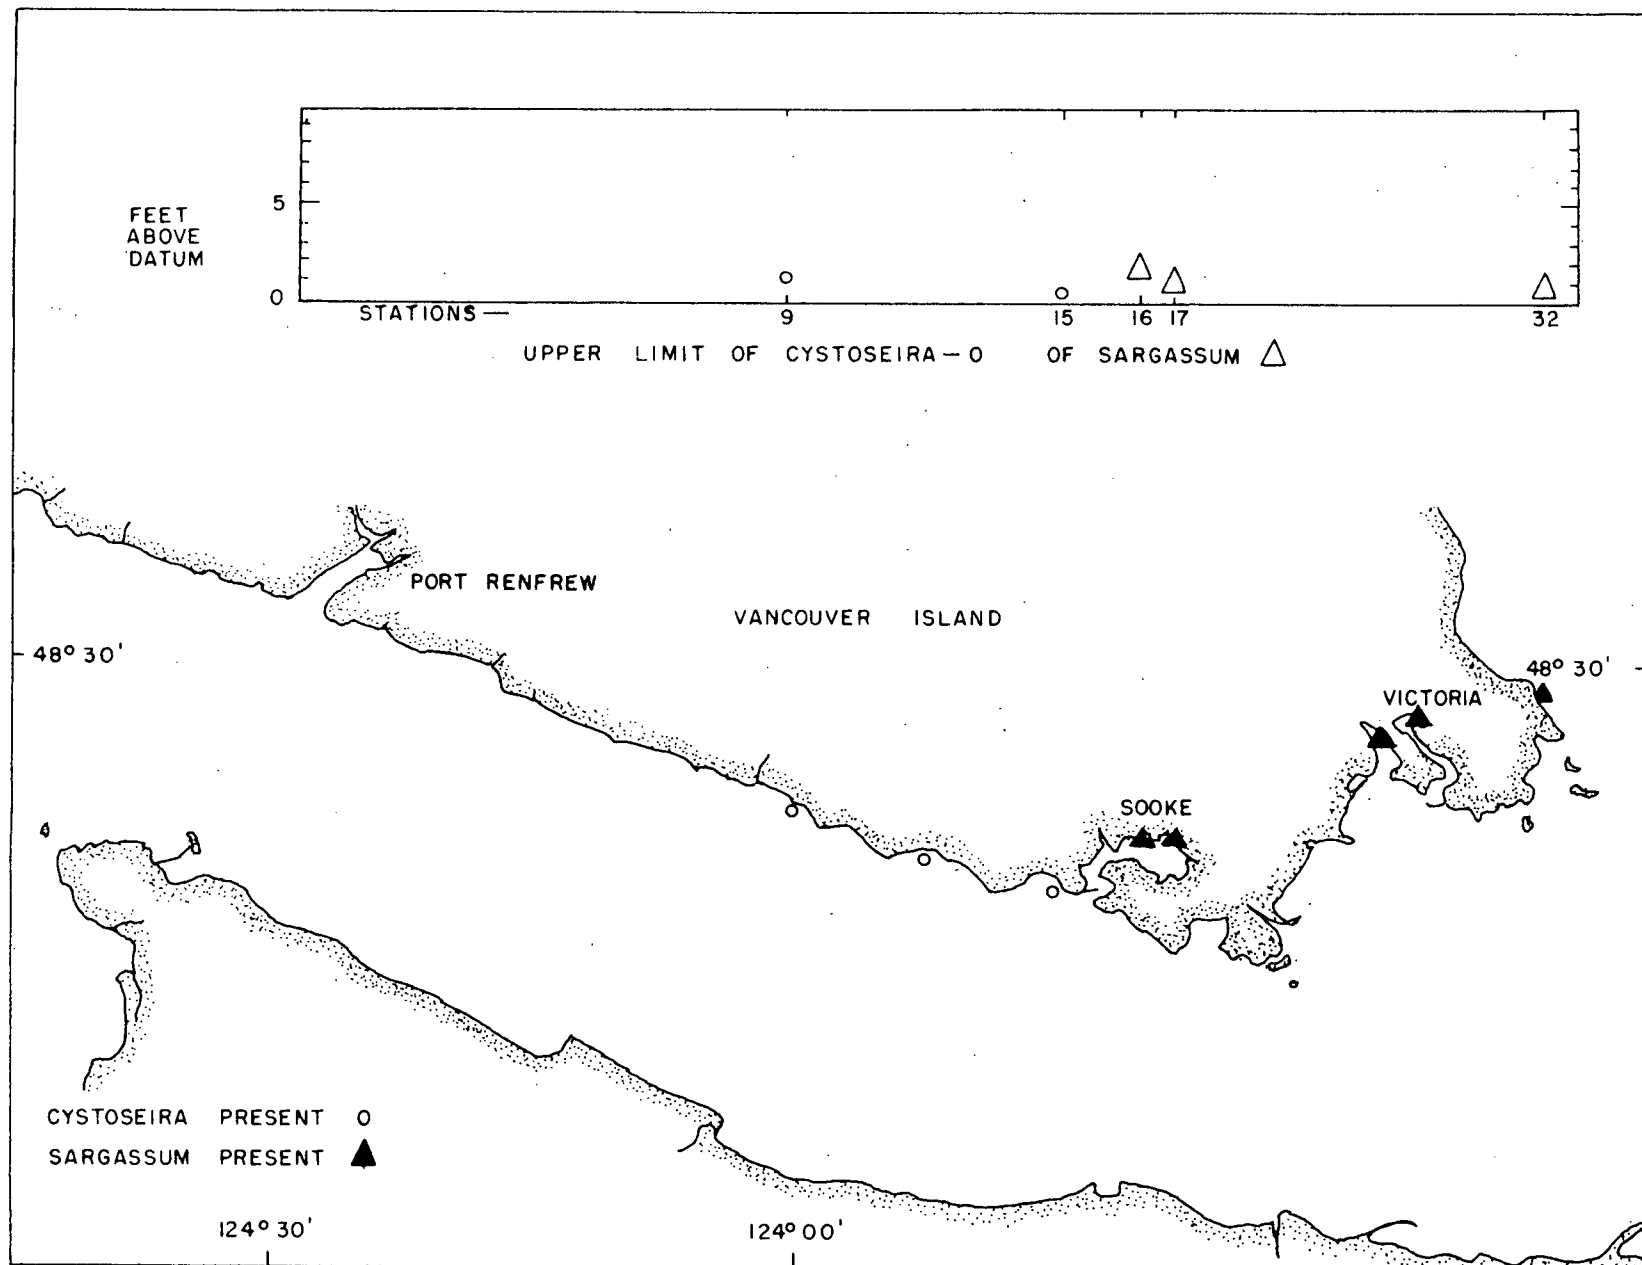 FEET
ABOVE
DATUM
5
0
STATIONS—
9 15 16 17 32
UPPER LIMIT OF CYSTOSEIRA—O OF SARGASSUM △
PORT RENFREW
VANCOUVER ISLAND
48° 30'
48° 30'
VICTORIA
SOOKE
CYSTOSEIRA PRESENT O
SARGASSUM PRESENT ▲
124° 30'
124° 00'